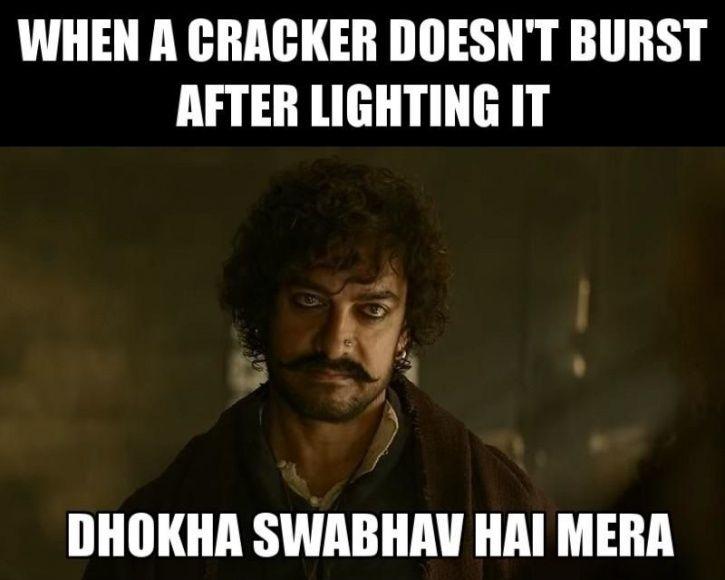 WHEN A CRACKER DOESN'T BURST
AFTER LIGHTING IT
DHOKHA SWABHAV HAI MERA